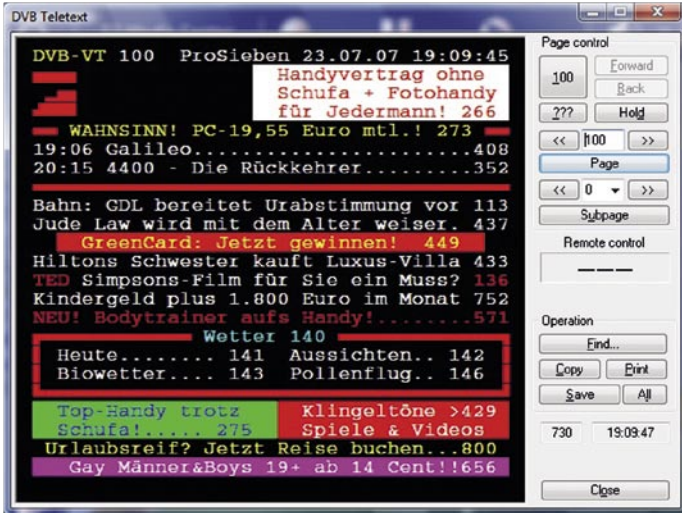 DVB Teletext
DVB-VT 100 ProSieben 23.07.07 19:09:45
Handyvertrag ohne
Schufa + Fotohandy
für Jedermann! 266
WAHNSINN! PC-19,55 Euro mtl.! 273
19:06 Galileo......................408
20:15 4400 - Die Rückkehrer.........352
Bahn: GDL bereitet Urabstimmung vor 113
Jude Law wird mit dem Alter weiser. 437
GreenCard: Jetzt gewinnen! 449
Hiltons Schwester kauft Luxus-Villa 433
TED Simpsons-Film für Sie ein Muss? 136
Kindergeld plus 1.800 Euro im Monat 752
NEU! Bodytrainer aufs Handy!........571
Wetter 140
Heute........ 141 Aussichten.. 142
Biowetter.... 143 Pollenflug.. 146
Top-Handy trotz Klingeltöne >429
Schufa!..... 275 Spiele & Videos
Urlaubsreif? Jetzt Reise buchen...800
Gay Männer&Boys 19+ ab 14 Cent!!656
Page control
100
Forward
Back
???
Hold
<< 100 >>
Page
<< 0 >>
Subpage
Remote control
---
Operation
Find...
Copy Print
Save All
730 19:09:47
Close